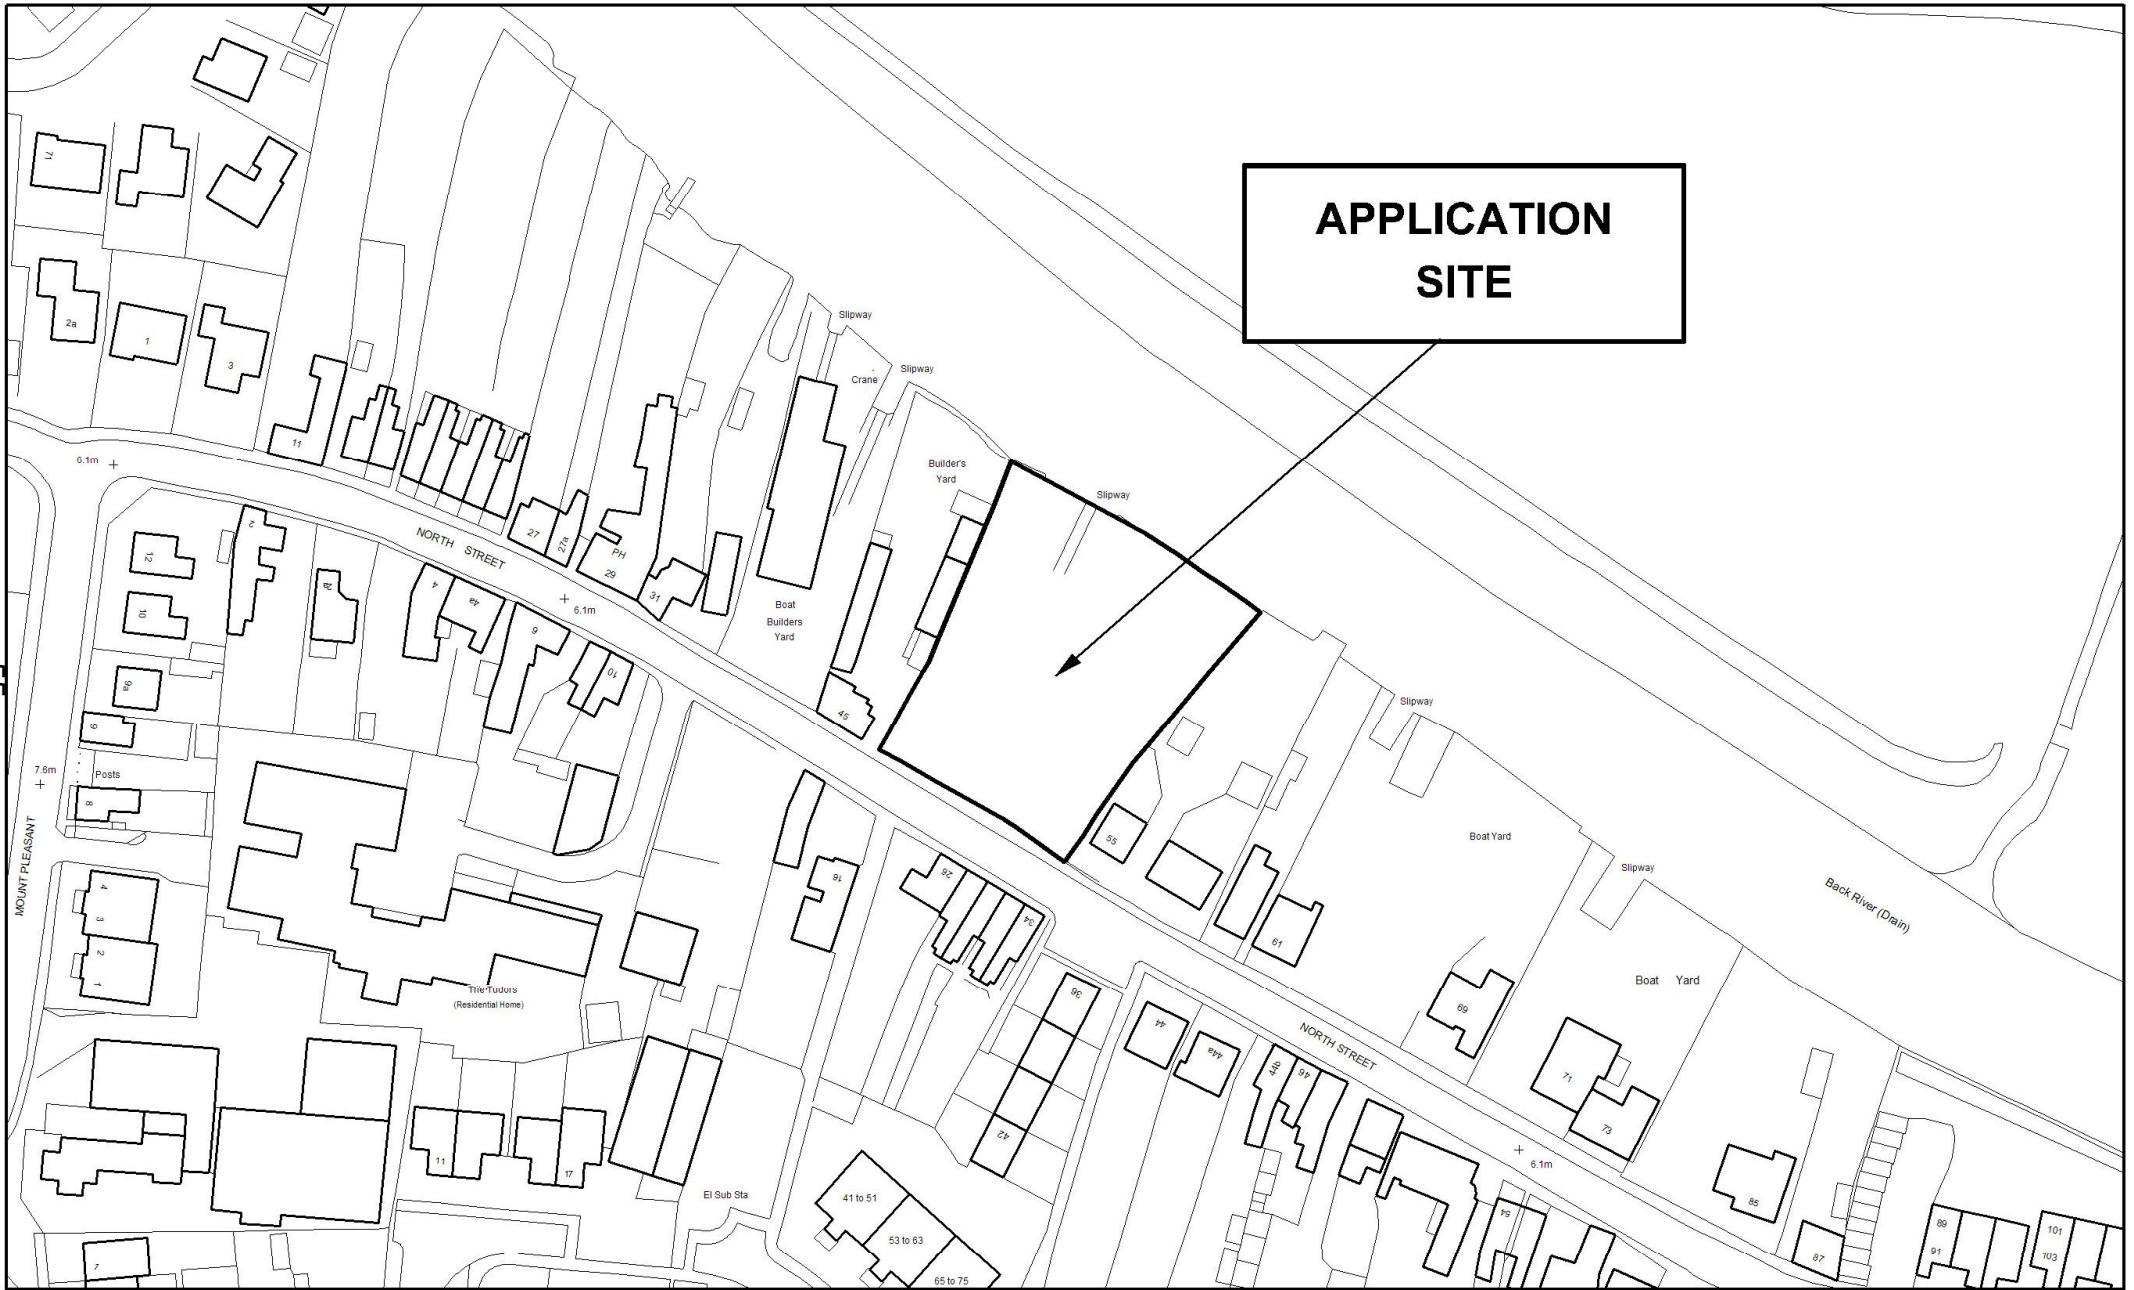 APPLICATION
SITE
71
2a
1
3
Slipway
Crane
Slipway
11
6.1m
Builder's
Yard
Slipway
2
27
27a
PH
29
NORTH STREET
12
2a
4
4a
31
6.1m
10
9
10
Boat
Builders
Yard
9a
45
9
Slipway
7.6m
Posts
8
MOUNT PLEASANT
55
Boat Yard
Slipway
4
3
2
1
16
26
34
61
Back River (Drain)
The Tudors
(Residential Home)
36
69
Boat Yard
44
44a
NORTH STREET
71
44b
46
73
42
6.1m
11
17
El Sub Sta
41 to 51
53 to 63
65 to 75
85
54
87
89
91
101
103
7